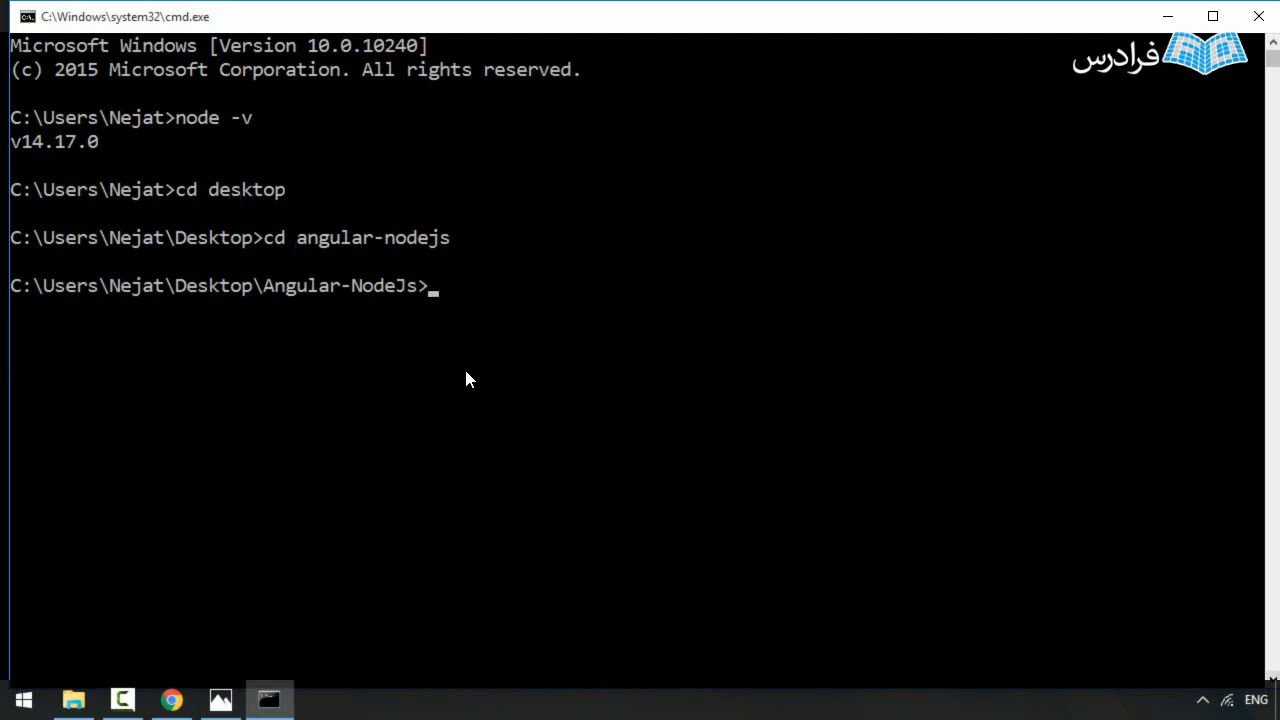 C:\Windows\system32\cmd.exe
Microsoft Windows [Version 10.0.10240]
(c) 2015 Microsoft Corporation. All rights reserved.
فرادرس
C:\Users\Nejat>node -v
v14.17.0
C:\Users\Nejat>cd desktop
C:\Users\Nejat\Desktop>cd angular-nodejs
C:\Users\Nejat\Desktop\Angular-NodeJs>_
ENG